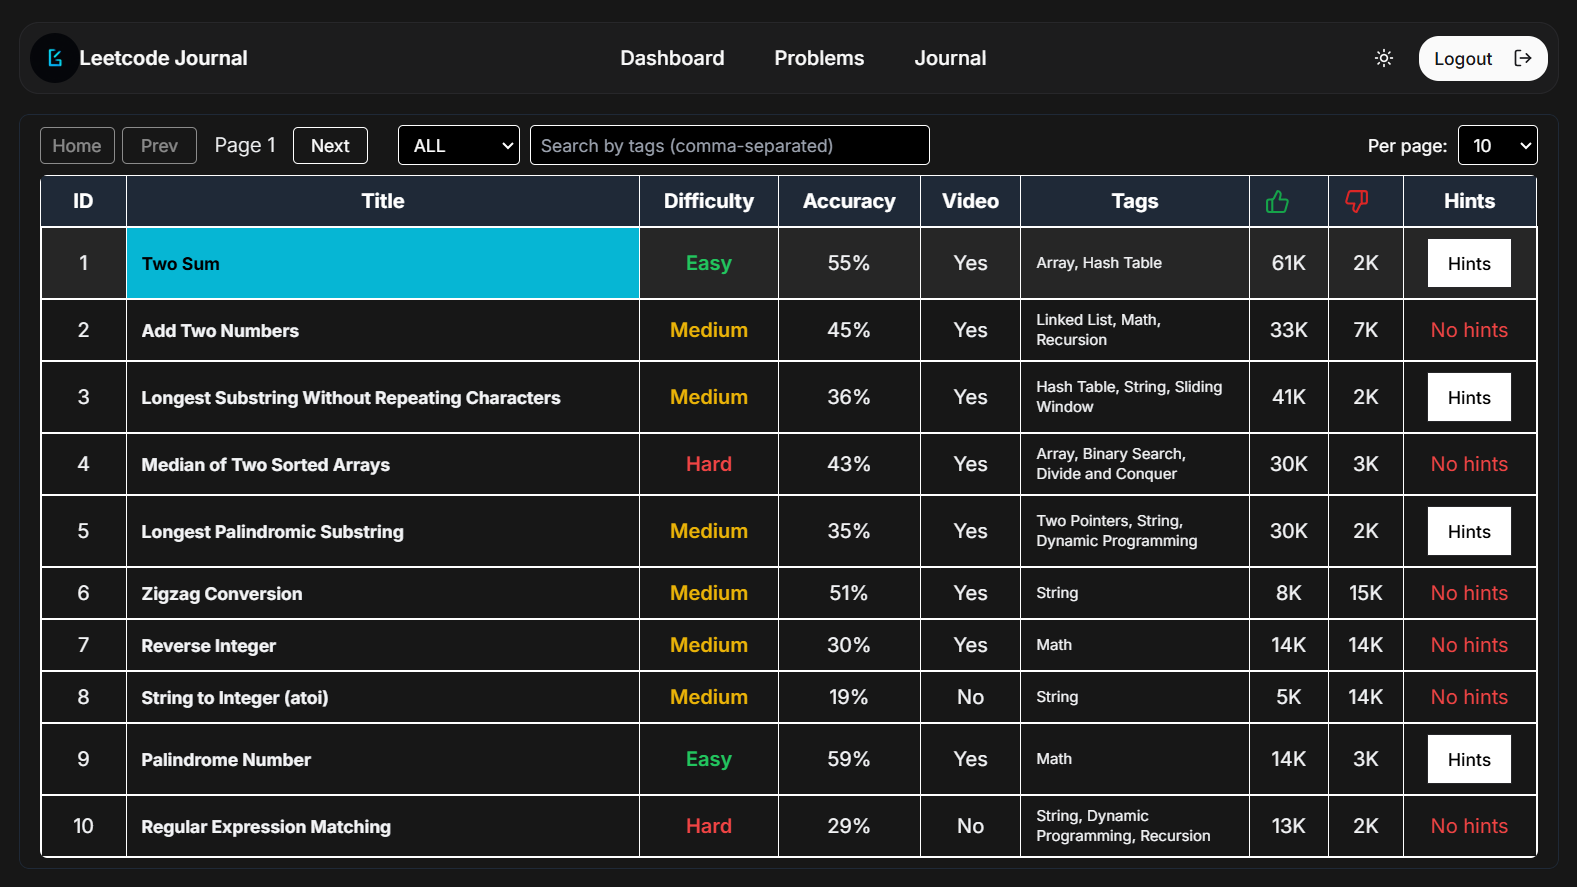 Leetcode Journal
Dashboard Problems Journal
Logout
Home Prev Page 1 Next ALL Search by tags (comma-separated) Per page: 10
ID Title Difficulty Accuracy Video Tags Hints
1 Two Sum Easy 55% Yes Array, Hash Table 61K 2K Hints
2 Add Two Numbers Medium 45% Yes Linked List, Math,
Recursion 33K 7K No hints
3 Longest Substring Without Repeating Characters Medium 36% Yes Hash Table, String, Sliding
Window 41K 2K Hints
4 Median of Two Sorted Arrays Hard 43% Yes Array, Binary Search,
Divide and Conquer 30K 3K No hints
5 Longest Palindromic Substring Medium 35% Yes Two Pointers, String,
Dynamic Programming 30K 2K Hints
6 Zigzag Conversion Medium 51% Yes String 8K 15K No hints
7 Reverse Integer Medium 30% Yes Math 14K 14K No hints
8 String to Integer (atoi) Medium 19% No String 5K 14K No hints
9 Palindrome Number Easy 59% Yes Math 14K 3K Hints
10 Regular Expression Matching Hard 29% No String, Dynamic
Programming, Recursion 13K 2K No hints